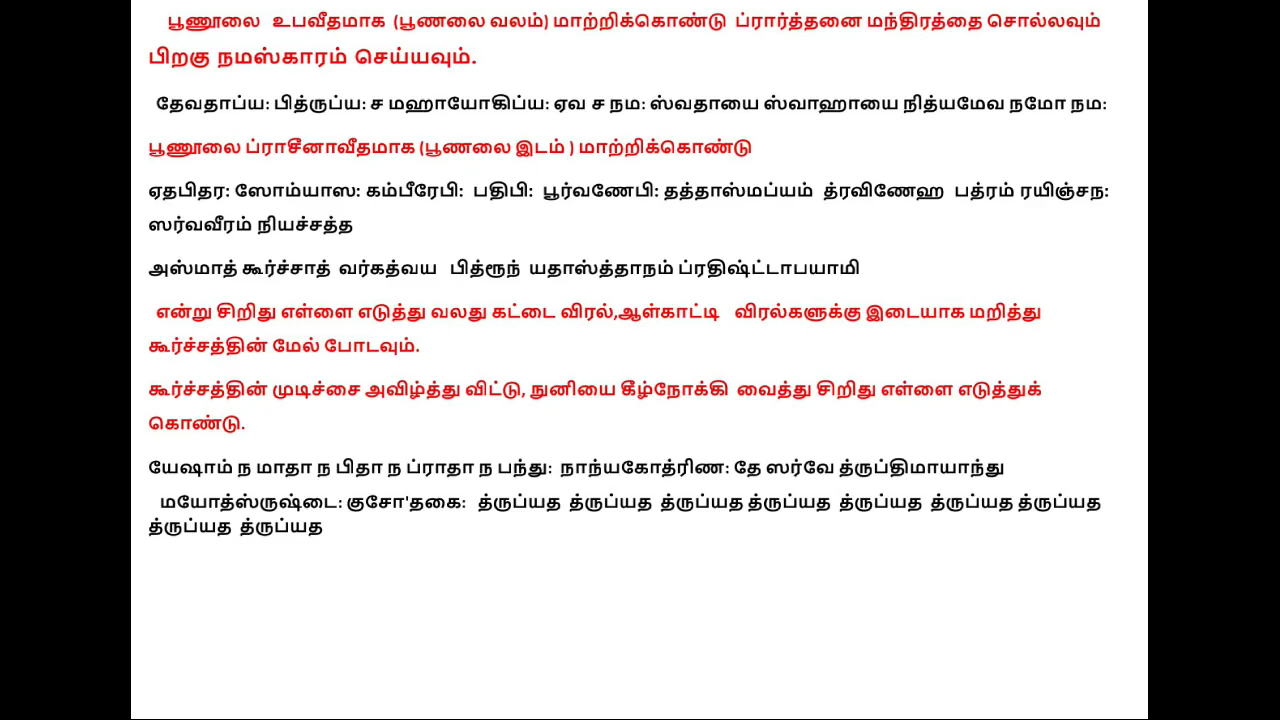 பூணூலை உபவீதமாக (பூணலை வலம்) மாற்றிக்கொண்டு ப்ரார்த்தனை மந்திரத்தை சொல்லவும்
பிறகு நமஸ்காரம் செய்யவும்.
தேவதாப்ய: பித்ருப்ய: ச மஹாயோகிப்ய: ஏவ ச நம: ஸ்வதாயை ஸ்வாஹாயை நித்யமேவ நமோ நம:
பூணூலை ப்ராசீனாவீதமாக (பூணலை இடம் ) மாற்றிக்கொண்டு
ஏதபிதர: ஸோம்யாஸ: கம்பீரேபி: பதிபி: பூர்வணேபி: தத்தாஸ்மப்யம் த்ரவிணேஹ பத்ரம் ரயிஞ்சந:
ஸர்வவீரம் நியச்சத்த
அஸ்மாத் கூர்ச்சாத் வர்கத்வய பித்ரூந் யதாஸ்த்தாநம் ப்ரதிஷ்ட்டாபயாமி
என்று சிறிது எள்ளை எடுத்து வலது கட்டை விரல்,ஆள்காட்டி விரல்களுக்கு இடையாக மறித்து
கூர்ச்சத்தின் மேல் போடவும்.
கூர்ச்சத்தின் முடிச்சை அவிழ்த்து விட்டு, நுனியை கீழ்நோக்கி வைத்து சிறிது எள்ளை எடுத்துக்
கொண்டு.
யேஷாம் ந மாதா ந பிதா ந ப்ராதா ந பந்து: நாந்யகோத்ரிண: தே ஸர்வே த்ருப்திமாயாந்து
மயோத்ஸ்ருஷ்டை: குசோ'தகை: த்ருப்யத த்ருப்யத த்ருப்யத த்ருப்யத த்ருப்யத த்ருப்யத த்ருப்யத
த்ருப்யத த்ருப்யத